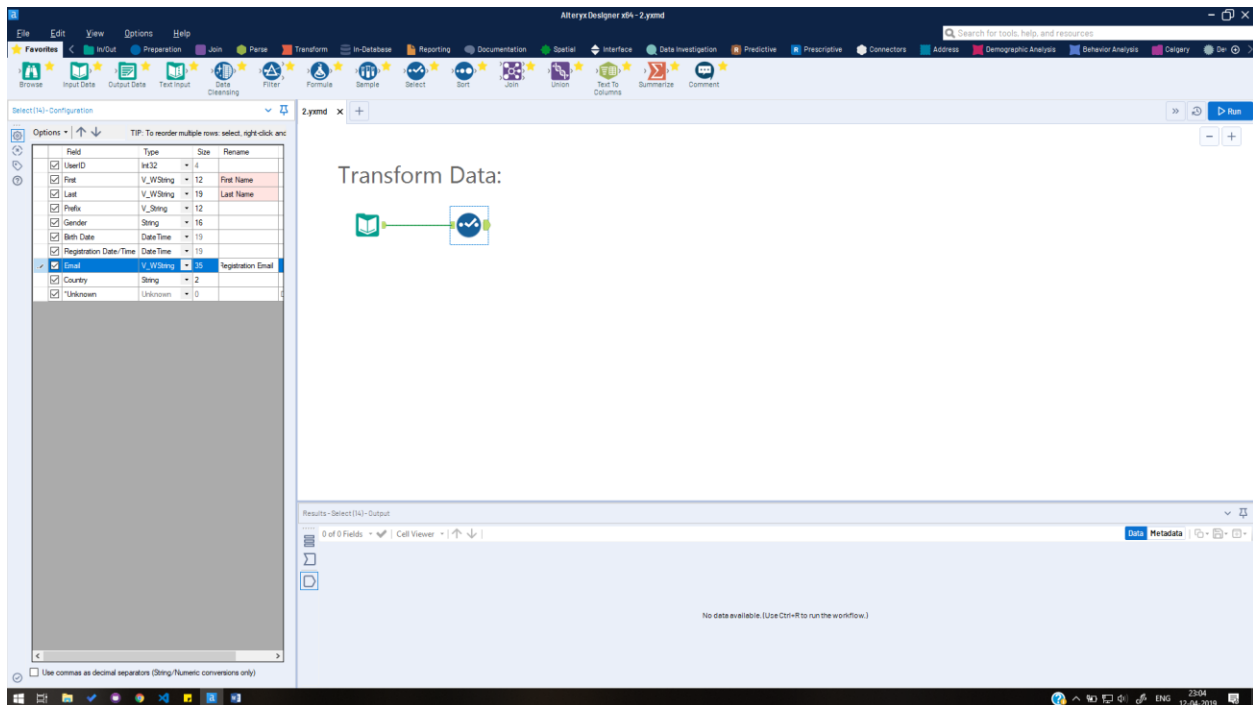 Alteryx Designer x64 - 2.yxmd
File Edit View Options Help
Search for tools, help, and resources
Favorites In/Out Preparation Join Parse Transform In-Database Reporting Documentation Spatial Interface Data Investigation Predictive Prescriptive Connectors Address Demographic Analysis Behavior Analysis Calgary Dev
Browse Input Data Output Data Text Input Data Cleansing Filter Formula Sample Select Sort Join Union Text To Columns Summarize Comment
Select (14) - Configuration
2.yxmd
Run
Options TIP: To reorder multiple rows: select, right-click and
Field Type Size Rename
UserID Int32 4
First V_WString 12 First Name
Last V_WString 19 Last Name
Prefix V_String 12
Gender String 16
Birth Date DateTime 19
Registration Date/Time DateTime 19
Email V_WString 35 Registration Email
Country String 2
*Unknown Unknown 0
Use commas as decimal separators (String/Numeric conversions only)
Transform Data:
Results - Select (14) - Output
0 of 0 Fields Cell Viewer Data Metadata
No data available. (Use Ctrl+R to run the workflow.)
ENG
23:04
12-04-2019